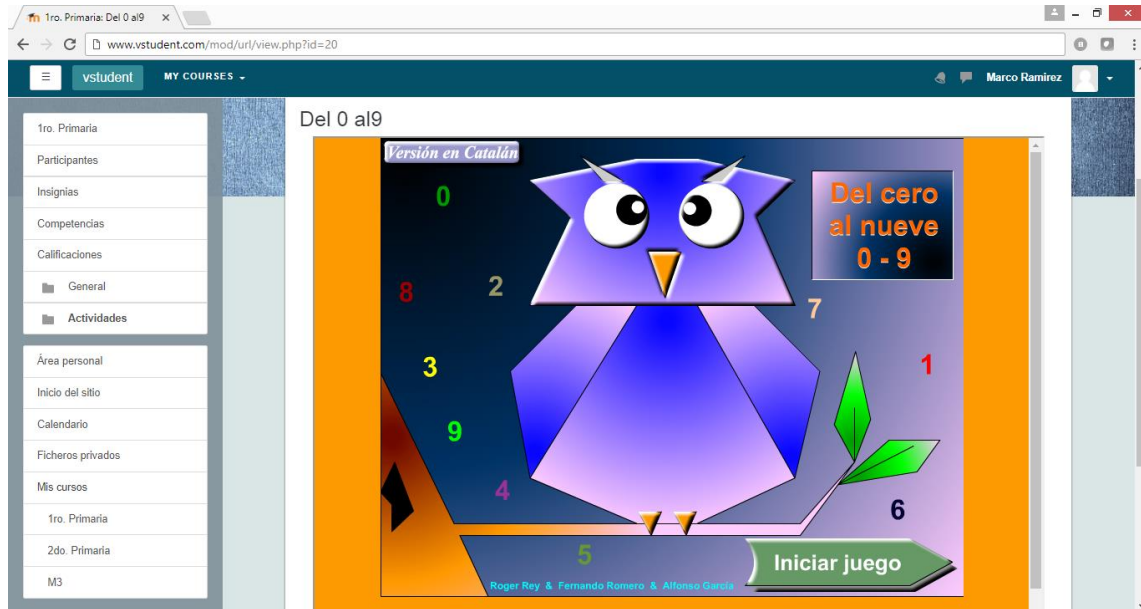 1ro. Primaria: Del 0 al9
www.vstudent.com/mod/url/view.php?id=20
vstudent
MY COURSES
Marco Ramirez
1ro. Primaria
Participantes
Insignias
Competencias
Calificaciones
General
Actividades
Área personal
Inicio del sitio
Calendario
Ficheros privados
Mis cursos
1ro. Primaria
2do. Primaria
M3
Del 0 al9
Versión en Catalán
Del cero
al nueve
0 - 9
0
8
2
7
3
1
9
4
6
5
Iniciar juego
Roger Rey & Fernando Romero & Alfonso García